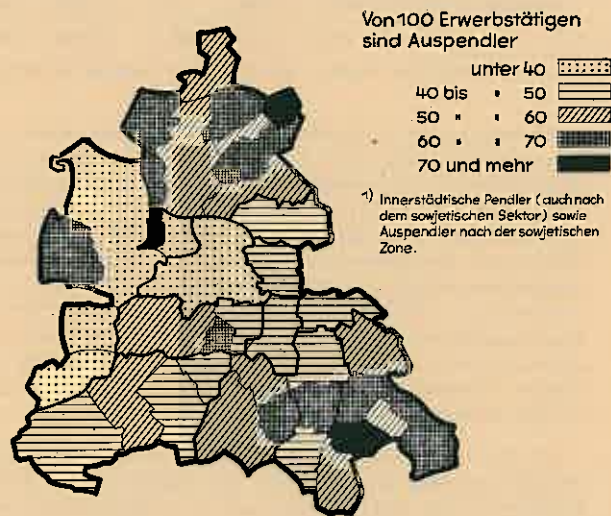 Von 100 Erwerbstätigen
sind Auspendler
unter 40
40 bis " 50
50 " " 60
60 " " 70
70 und mehr
¹) Innerstädtische Pendler (auch nach
dem sowjetischen Sektor) sowie
Auspendler nach der sowjetischen
Zone.